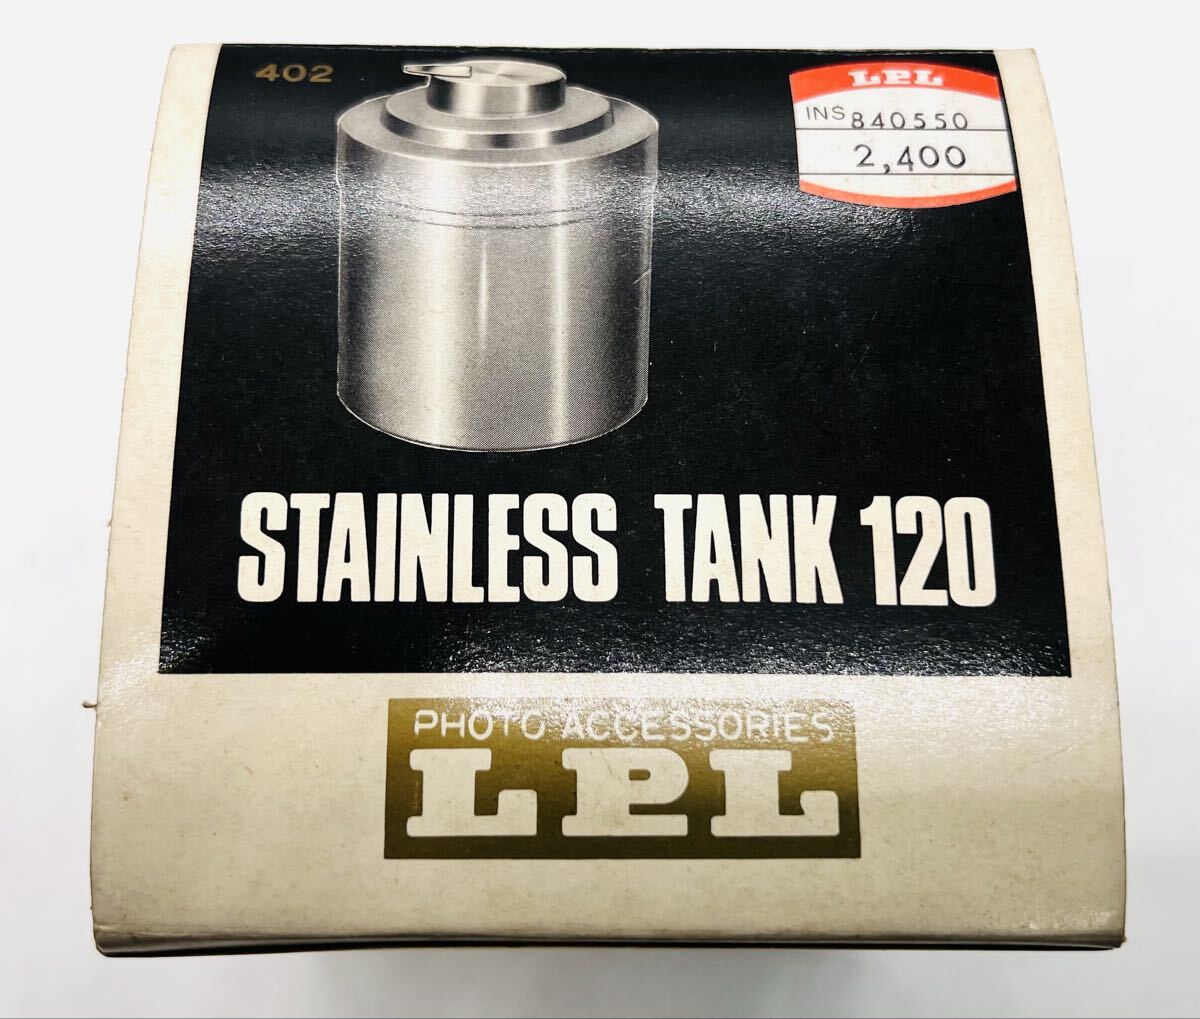 402
LPL
INS 840550
2,400
STAINLESS TANK 120
PHOTO ACCESSORIES
LPL